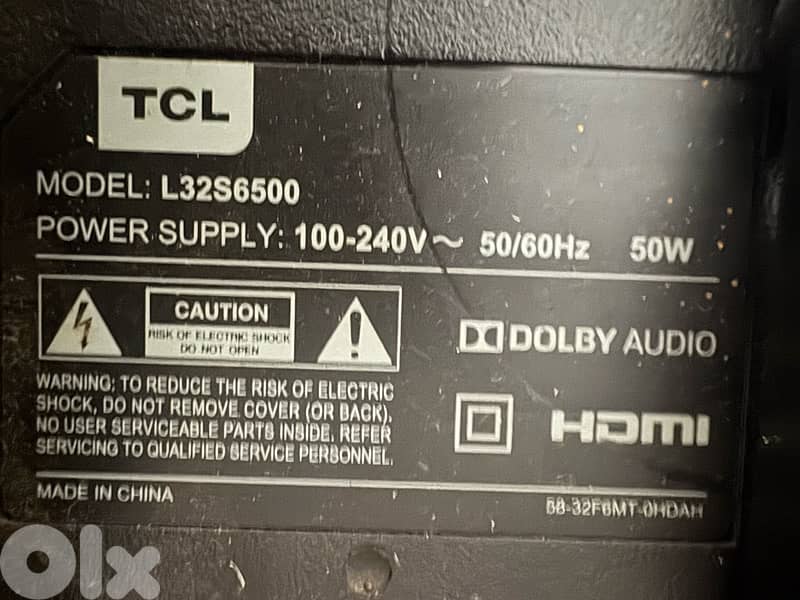 TCL
MODEL: L32S6500
POWER SUPPLY: 100-240V~ 50/60Hz 50W
CAUTION
RISK OF ELECTRIC SHOCK
DO NOT OPEN
DOLBY AUDIO
WARNING: TO REDUCE THE RISK OF ELECTRIC
SHOCK, DO NOT REMOVE COVER (OR BACK),
NO USER SERVICEABLE PARTS INSIDE. REFER
SERVICING TO QUALIFIED SERVICE PERSONNEL.
HDMI
MADE IN CHINA
58-32F6MT-0HDAH
Olx